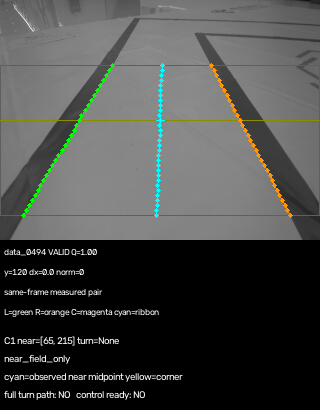 data_0494 VALID Q=1.00
y=120 dx=0.0 norm=0
same-frame measured pair
L=green R=orange C=magenta cyan=ribbon
C1 near=[65, 215] turn=None
near_field_only
cyan=observed near midpoint yellow=corner
full turn path: NO control ready: NO